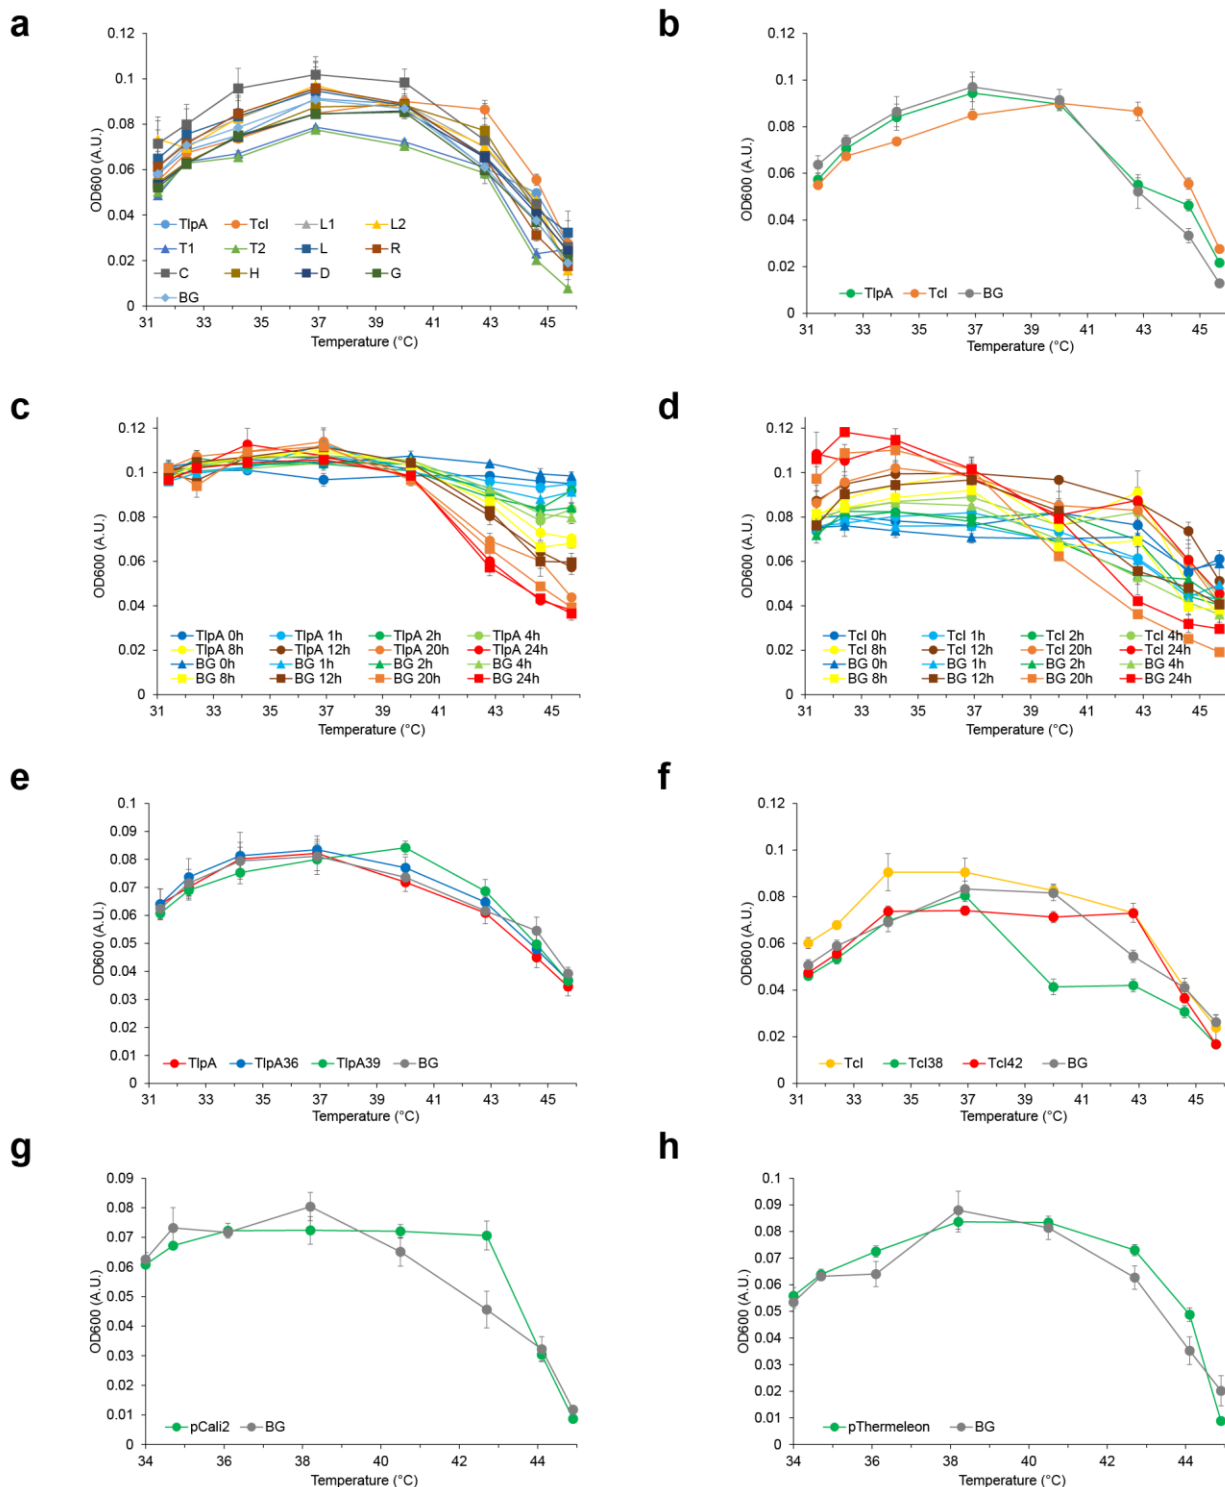 a
0.12
0.1
0.08
0.06
0.04
0.02
0
OD600 (A.U.)
TlpA TcI L1 L2
T1 T2 L R
C H D G
BG
31 33 35 37 39 41 43 45
Temperature (°C)
b
0.12
0.1
0.08
0.06
0.04
0.02
0
OD600 (A.U.)
TlpA TcI BG
31 33 35 37 39 41 43 45
Temperature (°C)
c
0.12
0.1
0.08
0.06
0.04
0.02
0
OD600 (A.U.)
TlpA 0h TlpA 1h TlpA 2h TlpA 4h
TlpA 8h TlpA 12h TlpA 20h TlpA 24h
BG 0h BG 1h BG 2h BG 4h
BG 8h BG 12h BG 20h BG 24h
31 33 35 37 39 41 43 45
Temperature (°C)
d
0.12
0.1
0.08
0.06
0.04
0.02
0
OD600 (A.U.)
TcI 0h TcI 1h TcI 2h TcI 4h
TcI 8h TcI 12h TcI 20h TcI 24h
BG 0h BG 1h BG 2h BG 4h
BG 8h BG 12h BG 20h BG 24h
31 33 35 37 39 41 43 45
Temperature (°C)
e
0.1
0.09
0.08
0.07
0.06
0.05
0.04
0.03
0.02
0.01
0
OD600 (A.U.)
TlpA TlpA36 TlpA39 BG
31 33 35 37 39 41 43 45
Temperature (°C)
f
0.12
0.1
0.08
0.06
0.04
0.02
0
OD600 (A.U.)
TcI TcI38 TcI42 BG
31 33 35 37 39 41 43 45
Temperature (°C)
g
0.09
0.08
0.07
0.06
0.05
0.04
0.03
0.02
0.01
0
OD600 (A.U.)
pCali2 BG
34 36 38 40 42 44
Temperature (°C)
h
0.1
0.09
0.08
0.07
0.06
0.05
0.04
0.03
0.02
0.01
0
OD600 (A.U.)
pThermeleon BG
34 36 38 40 42 44
Temperature (°C)